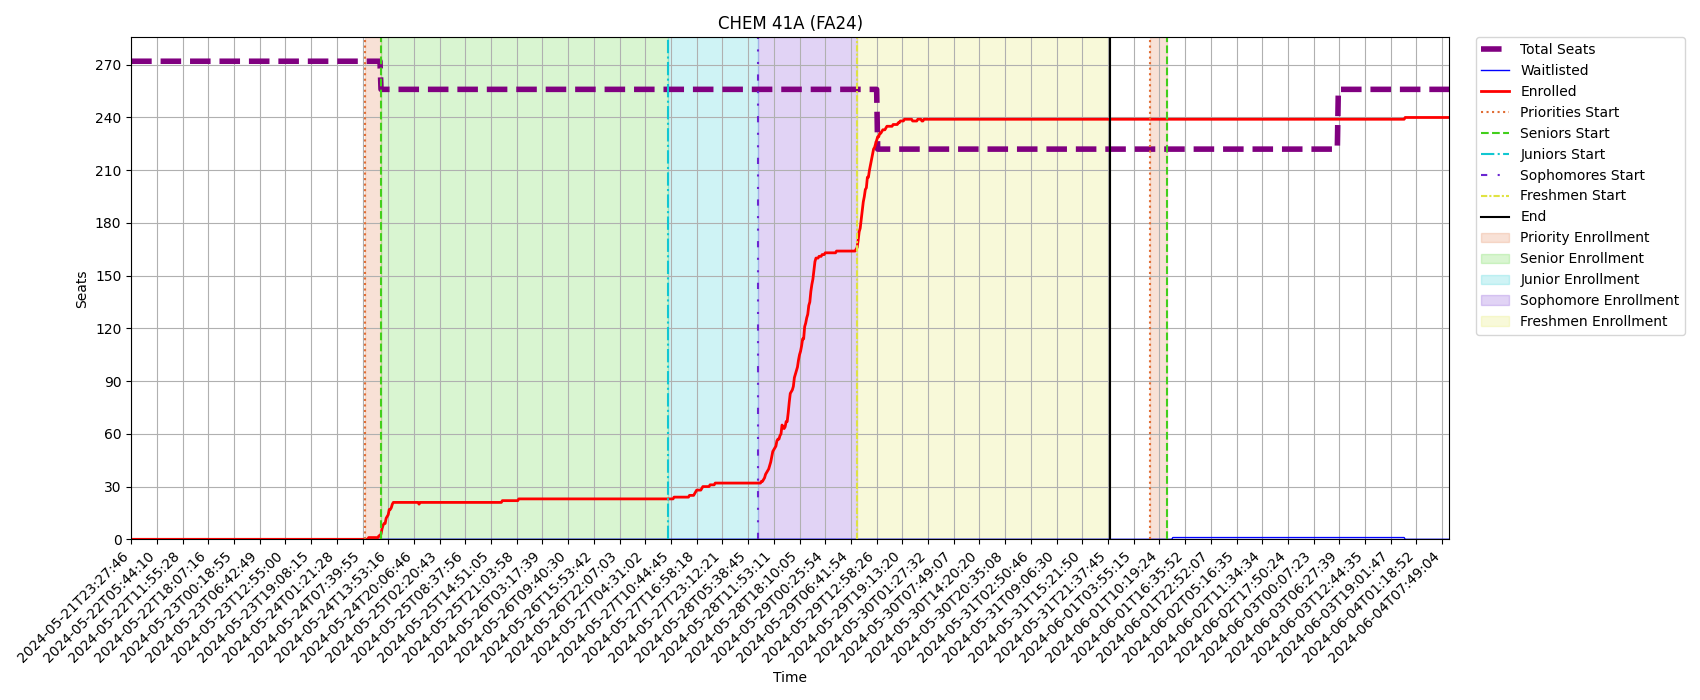 CHEM 41A (FA24)
Seats
270
240
210
180
150
120
90
60
30
0
2024-05-21T23:27:46
2024-05-22T05:44:10
2024-05-22T11:55:28
2024-05-22T18:07:16
2024-05-23T00:18:55
2024-05-23T06:42:49
2024-05-23T12:55:00
2024-05-23T19:08:15
2024-05-24T01:21:28
2024-05-24T07:39:55
2024-05-24T13:53:16
2024-05-24T20:06:46
2024-05-25T02:20:43
2024-05-25T08:37:56
2024-05-25T14:51:05
2024-05-25T21:03:58
2024-05-26T03:17:39
2024-05-26T09:40:30
2024-05-26T15:53:42
2024-05-26T22:07:03
2024-05-27T04:31:02
2024-05-27T10:44:45
2024-05-27T16:58:18
2024-05-27T23:12:21
2024-05-28T05:38:45
2024-05-28T11:53:11
2024-05-28T18:10:05
2024-05-29T00:25:54
2024-05-29T06:41:54
2024-05-29T12:58:26
2024-05-29T19:13:20
2024-05-30T01:27:32
2024-05-30T07:49:07
2024-05-30T14:20:20
2024-05-30T20:35:08
2024-05-31T02:50:46
2024-05-31T09:06:30
2024-05-31T15:21:50
2024-05-31T21:37:45
2024-06-01T03:55:15
2024-06-01T10:19:24
2024-06-01T16:35:52
2024-06-01T22:52:07
2024-06-02T05:16:35
2024-06-02T11:34:34
2024-06-02T17:50:24
2024-06-03T00:07:23
2024-06-03T06:27:39
2024-06-03T12:44:35
2024-06-03T19:01:47
2024-06-04T01:18:52
2024-06-04T07:49:04
Time
Total Seats
Waitlisted
Enrolled
Priorities Start
Seniors Start
Juniors Start
Sophomores Start
Freshmen Start
End
Priority Enrollment
Senior Enrollment
Junior Enrollment
Sophomore Enrollment
Freshmen Enrollment